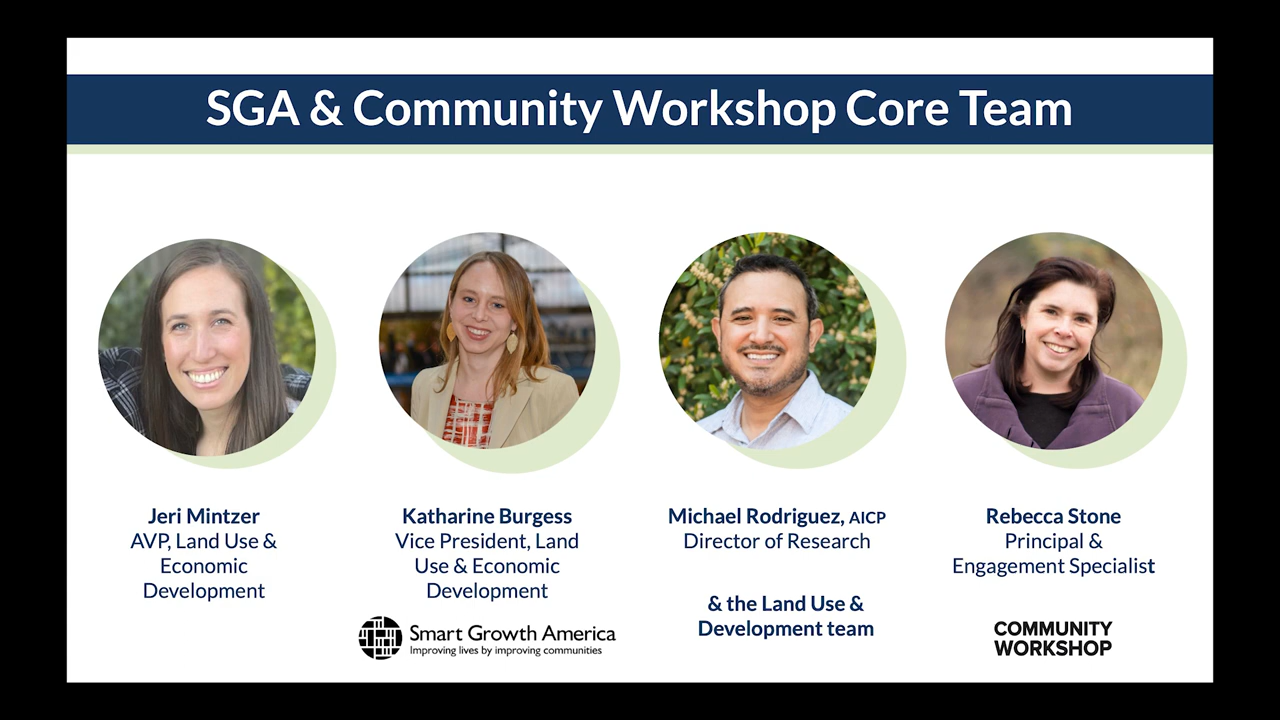 SGA & Community Workshop Core Team
Jeri Mintzer
AVP, Land Use &
Economic
Development
Katharine Burgess
Vice President, Land
Use & Economic
Development
Michael Rodriguez, AICP
Director of Research
& the Land Use &
Development team
Rebecca Stone
Principal &
Engagement Specialist
Smart Growth America
Improving lives by improving communities
COMMUNITY
WORKSHOP